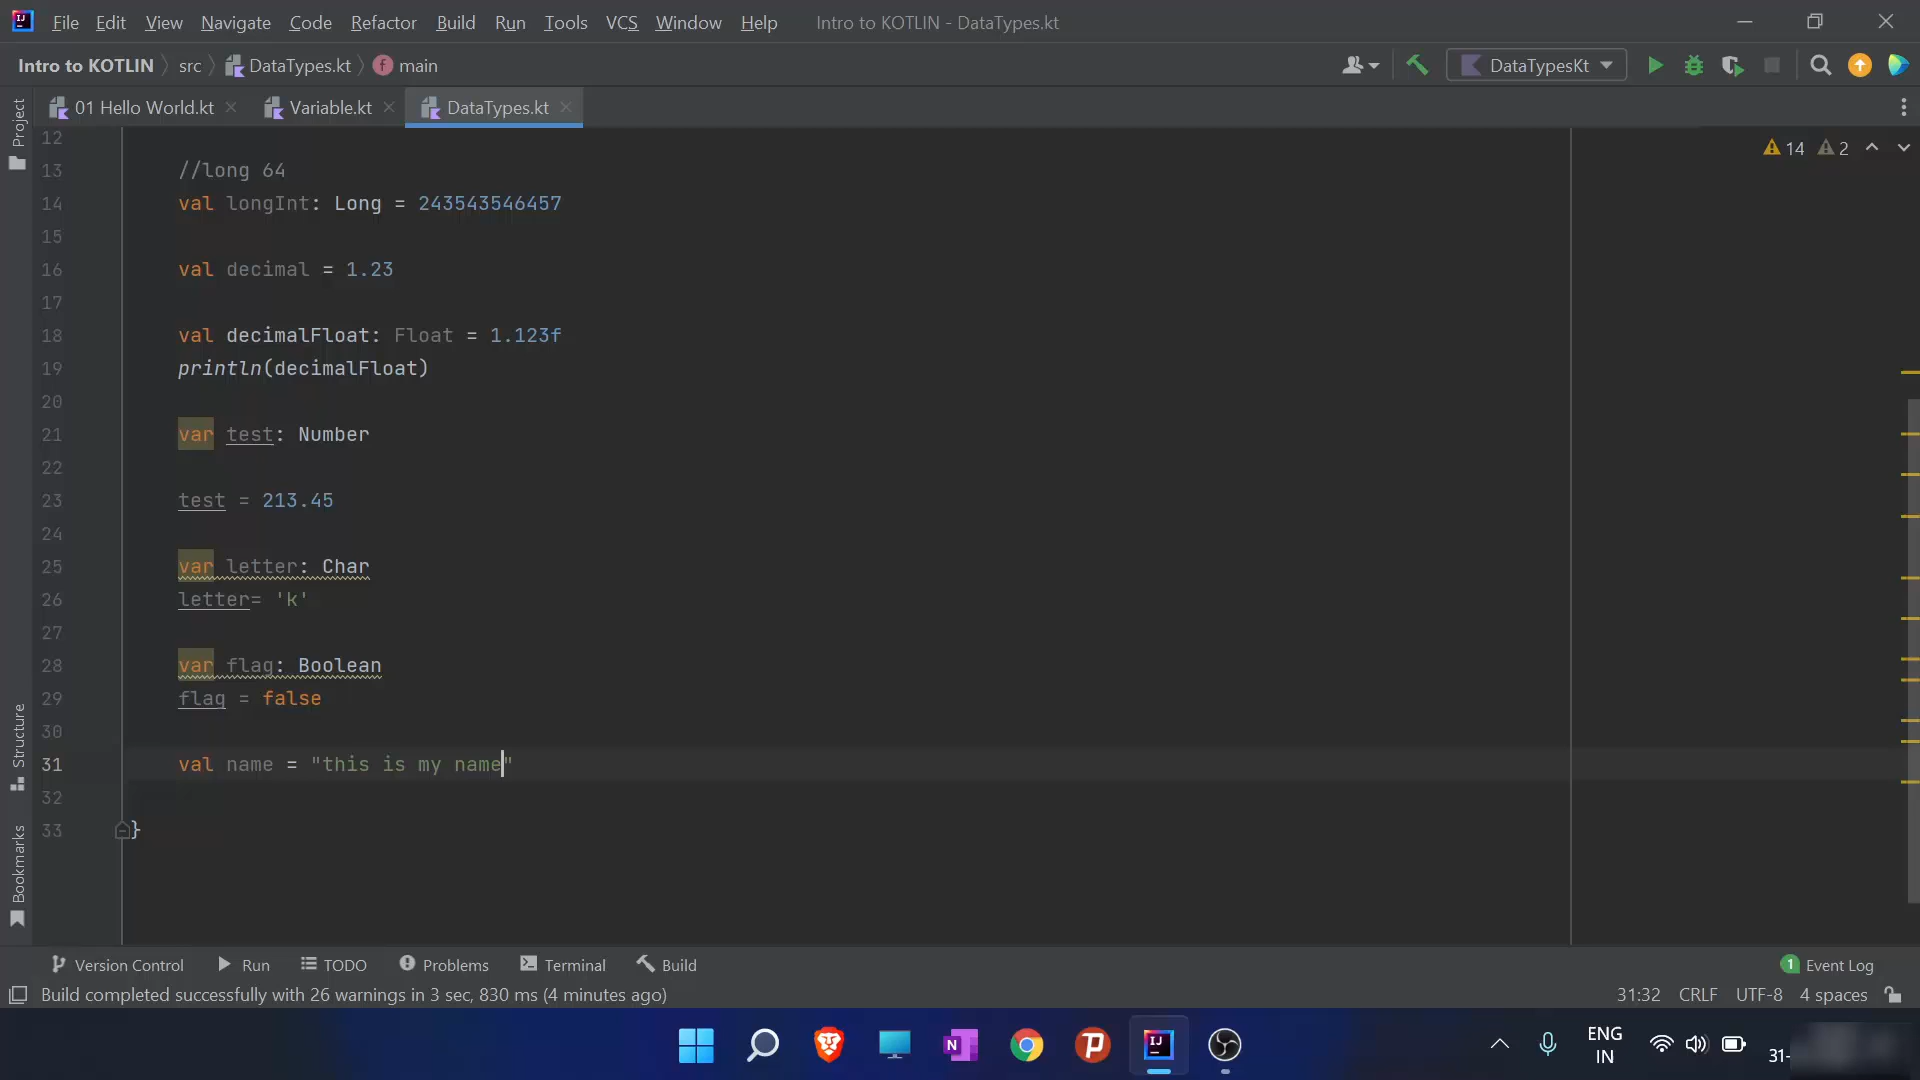 File Edit View Navigate Code Refactor Build Run Tools VCS Window Help Intro to KOTLIN - DataTypes.kt
Intro to KOTLIN src DataTypes.kt main DataTypesKt
01 Hello World.kt Variable.kt DataTypes.kt
Project
14 2
12
13 //long 64
14 val longInt: Long = 243543546457
15
16 val decimal = 1.23
17
18 val decimalFloat: Float = 1.123f
19 println(decimalFloat)
20
21 var test: Number
22
23 test = 213.45
24
25 var letter: Char
26 letter= 'k'
27
28 var flag: Boolean
29 flag = false
30
31 val name = "this is my name"
32
33 }
Structure
Bookmarks
Version Control Run TODO Problems Terminal Build 1 Event Log
Build completed successfully with 26 warnings in 3 sec, 830 ms (4 minutes ago) 31:32 CRLF UTF-8 4 spaces
ENG
IN
31-